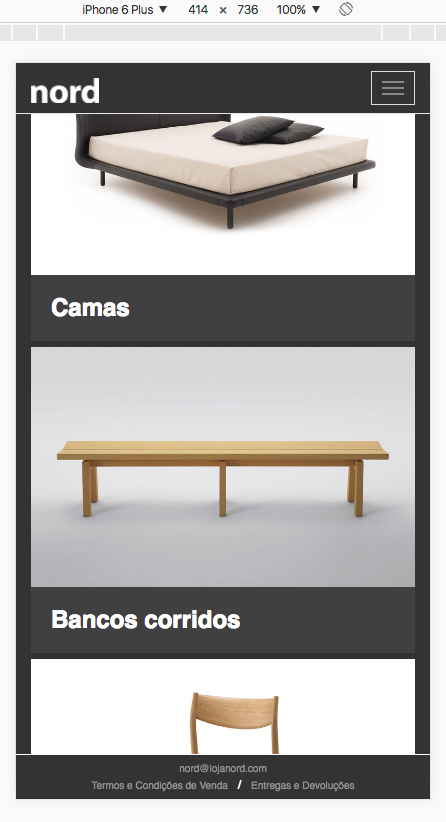 iPhone 6 Plus ▼ 414 × 736 100% ▼
nord
Camas
Bancos corridos
nord@lojanord.com
Termos e Condições de Venda / Entregas e Devoluções